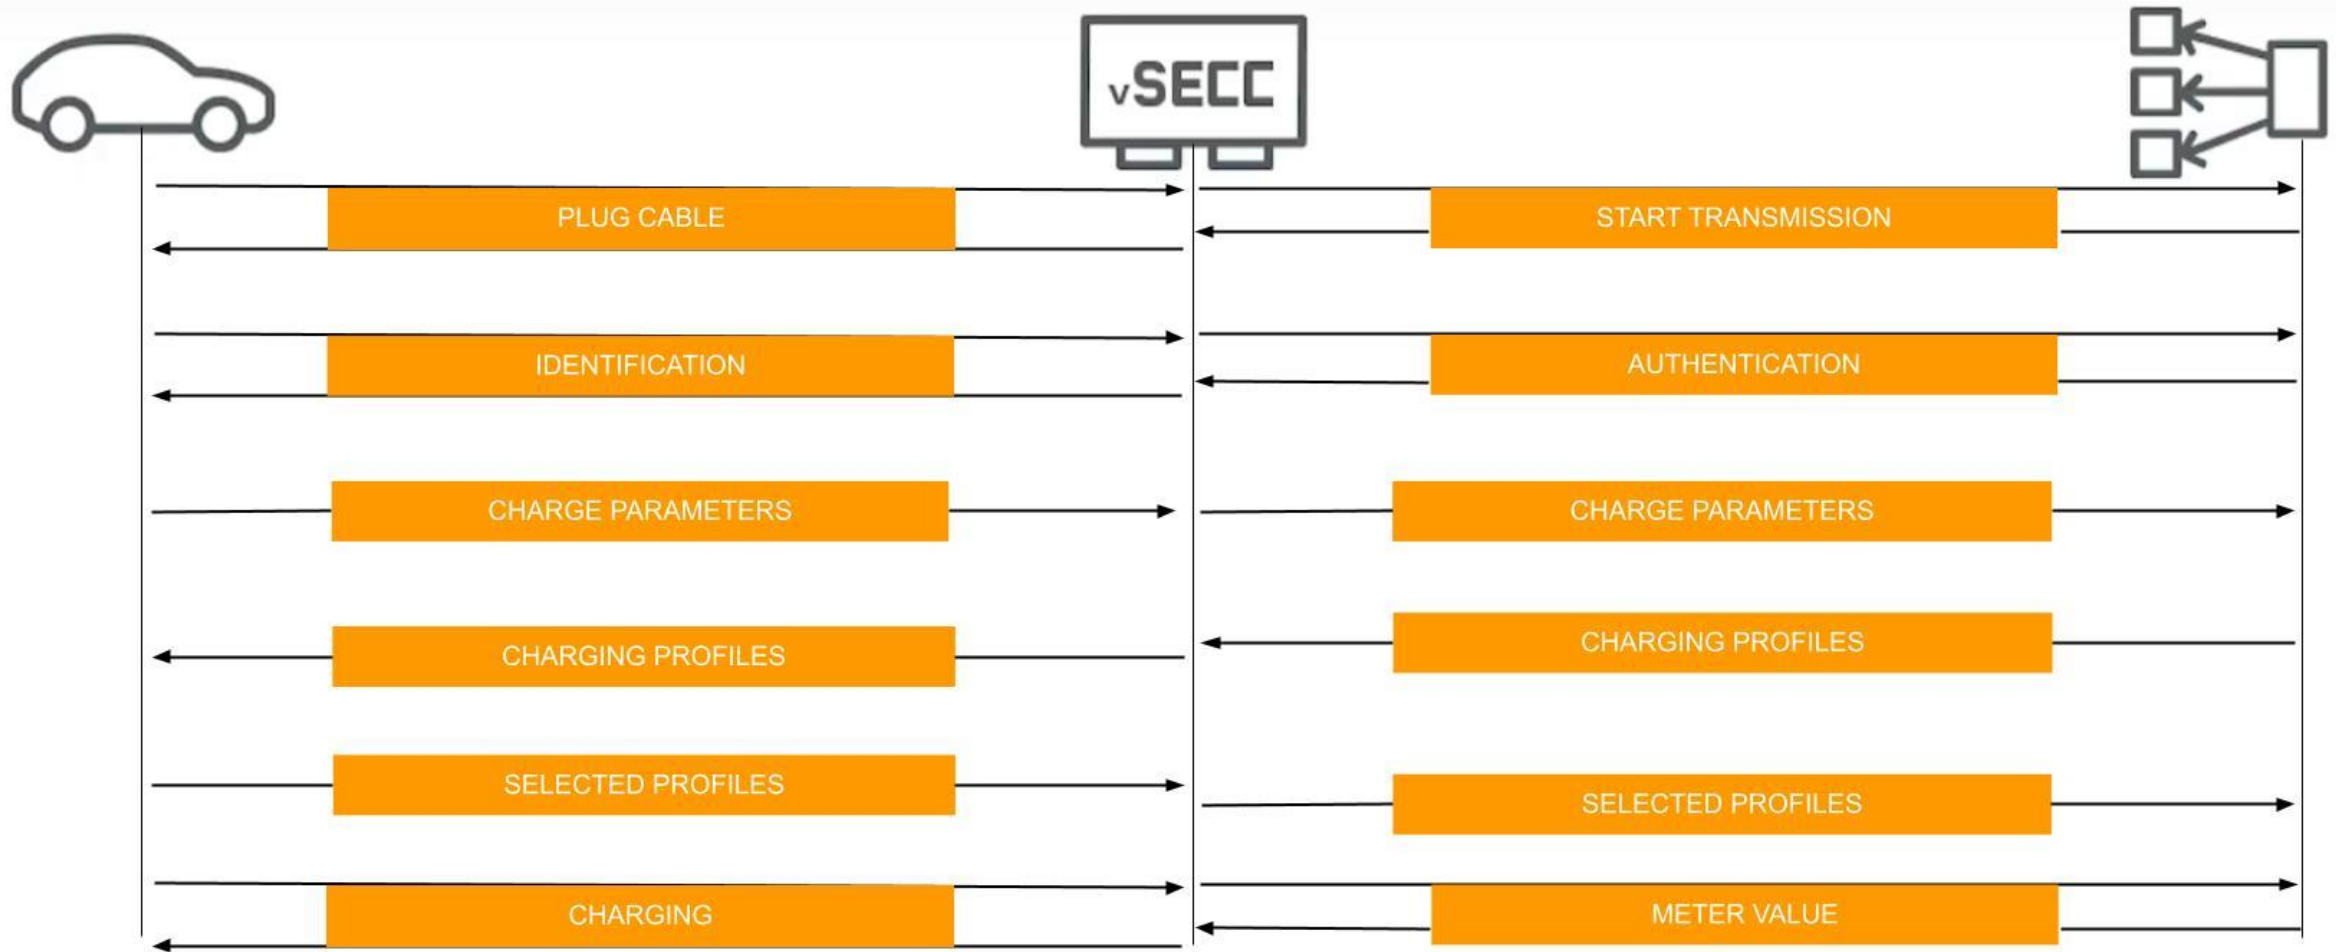 vSECC
PLUG CABLE
START TRANSMISSION
IDENTIFICATION
AUTHENTICATION
CHARGE PARAMETERS
CHARGE PARAMETERS
CHARGING PROFILES
CHARGING PROFILES
SELECTED PROFILES
SELECTED PROFILES
CHARGING
METER VALUE